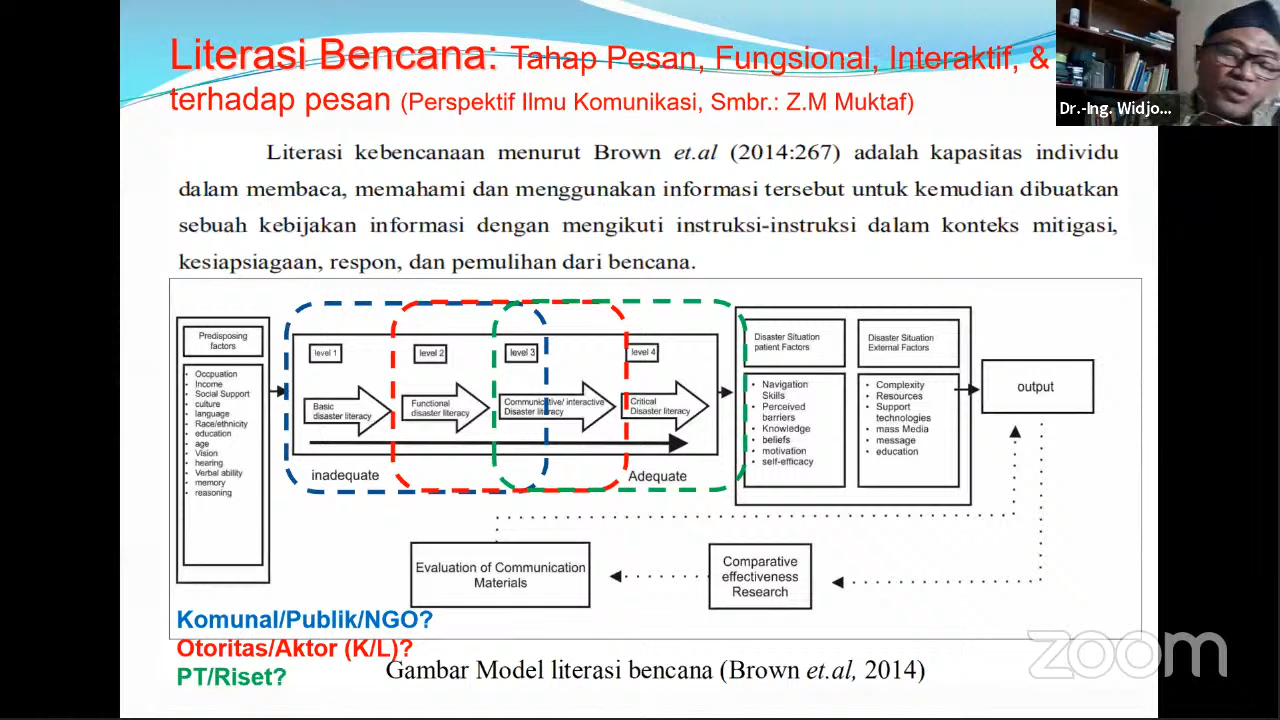 Literasi Bencana: Tahap Pesan, Fungsional, Interaktif, &
terhadap pesan (Perspektif Ilmu Komunikasi, Smbr.: Z.M Muktaf)
Dr.-Ing. Widjo...
Literasi kebencanaan menurut Brown et.al (2014:267) adalah kapasitas individu
dalam membaca, memahami dan menggunakan informasi tersebut untuk kemudian dibuatkan
sebuah kebijakan informasi dengan mengikuti instruksi-instruksi dalam konteks mitigasi,
kesiapsiagaan, respon, dan pemulihan dari bencana.
Predisposing
factors
• Occpuation
• Income
• Social Support
• culture
• language
• Race/ethnicity
• education
• age
• Vision
• hearing
• Verbal ability
• memory
• reasoning
level 1
Basic
disaster literacy
level 2
Functional
disaster literacy
level 3
Communicative/ interactive
Disaster literacy
level 4
Critical
Disaster literacy
inadequate
Adequate
Disaster Situation
patient Factors
• Navigation
Skills
• Perceived
barriers
• Knowledge
• beliefs
• motivation
• self-efficacy
Disaster Situation
External Factors
• Complexity
• Resources
• Support
technologies
• mass Media
• message
• education
output
Evaluation of Communication
Materials
Comparative
effectiveness
Research
Komunal/Publik/NGO?
Otoritas/Aktor (K/L)?
PT/Riset?
Gambar Model literasi bencana (Brown et.al, 2014)
zoom